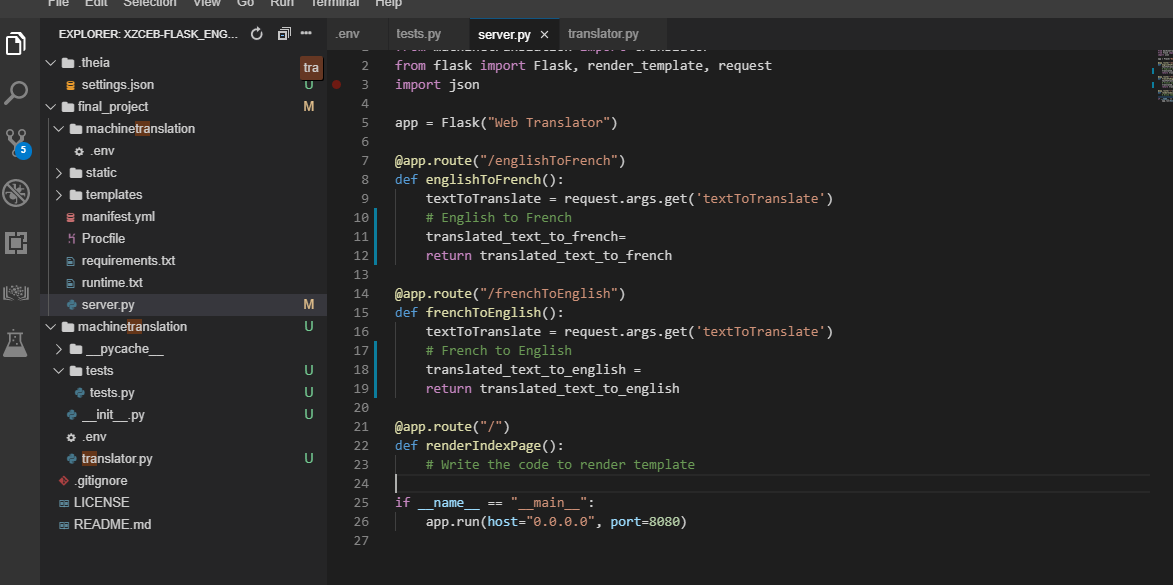 File Edit Selection View Go Run Terminal Help
EXPLORER: XZCEB-FLASK_ENG...
.env tests.py server.py × translator.py
tra
.theia
settings.json U
final_project M
machinetranslation
.env
static
templates
manifest.yml
Procfile
requirements.txt
runtime.txt
server.py M
machinetranslation U
__pycache__
tests U
tests.py U
__init__.py U
.env
translator.py U
.gitignore
LICENSE
README.md
5
2 from flask import Flask, render_template, request
3 import json
4
5 app = Flask("Web Translator")
6
7 @app.route("/englishToFrench")
8 def englishToFrench():
9 textToTranslate = request.args.get('textToTranslate')
10 # English to French
11 translated_text_to_french=
12 return translated_text_to_french
13
14 @app.route("/frenchToEnglish")
15 def frenchToEnglish():
16 textToTranslate = request.args.get('textToTranslate')
17 # French to English
18 translated_text_to_english =
19 return translated_text_to_english
20
21 @app.route("/")
22 def renderIndexPage():
23 # Write the code to render template
24
25 if __name__ == "__main__":
26 app.run(host="0.0.0.0", port=8080)
27